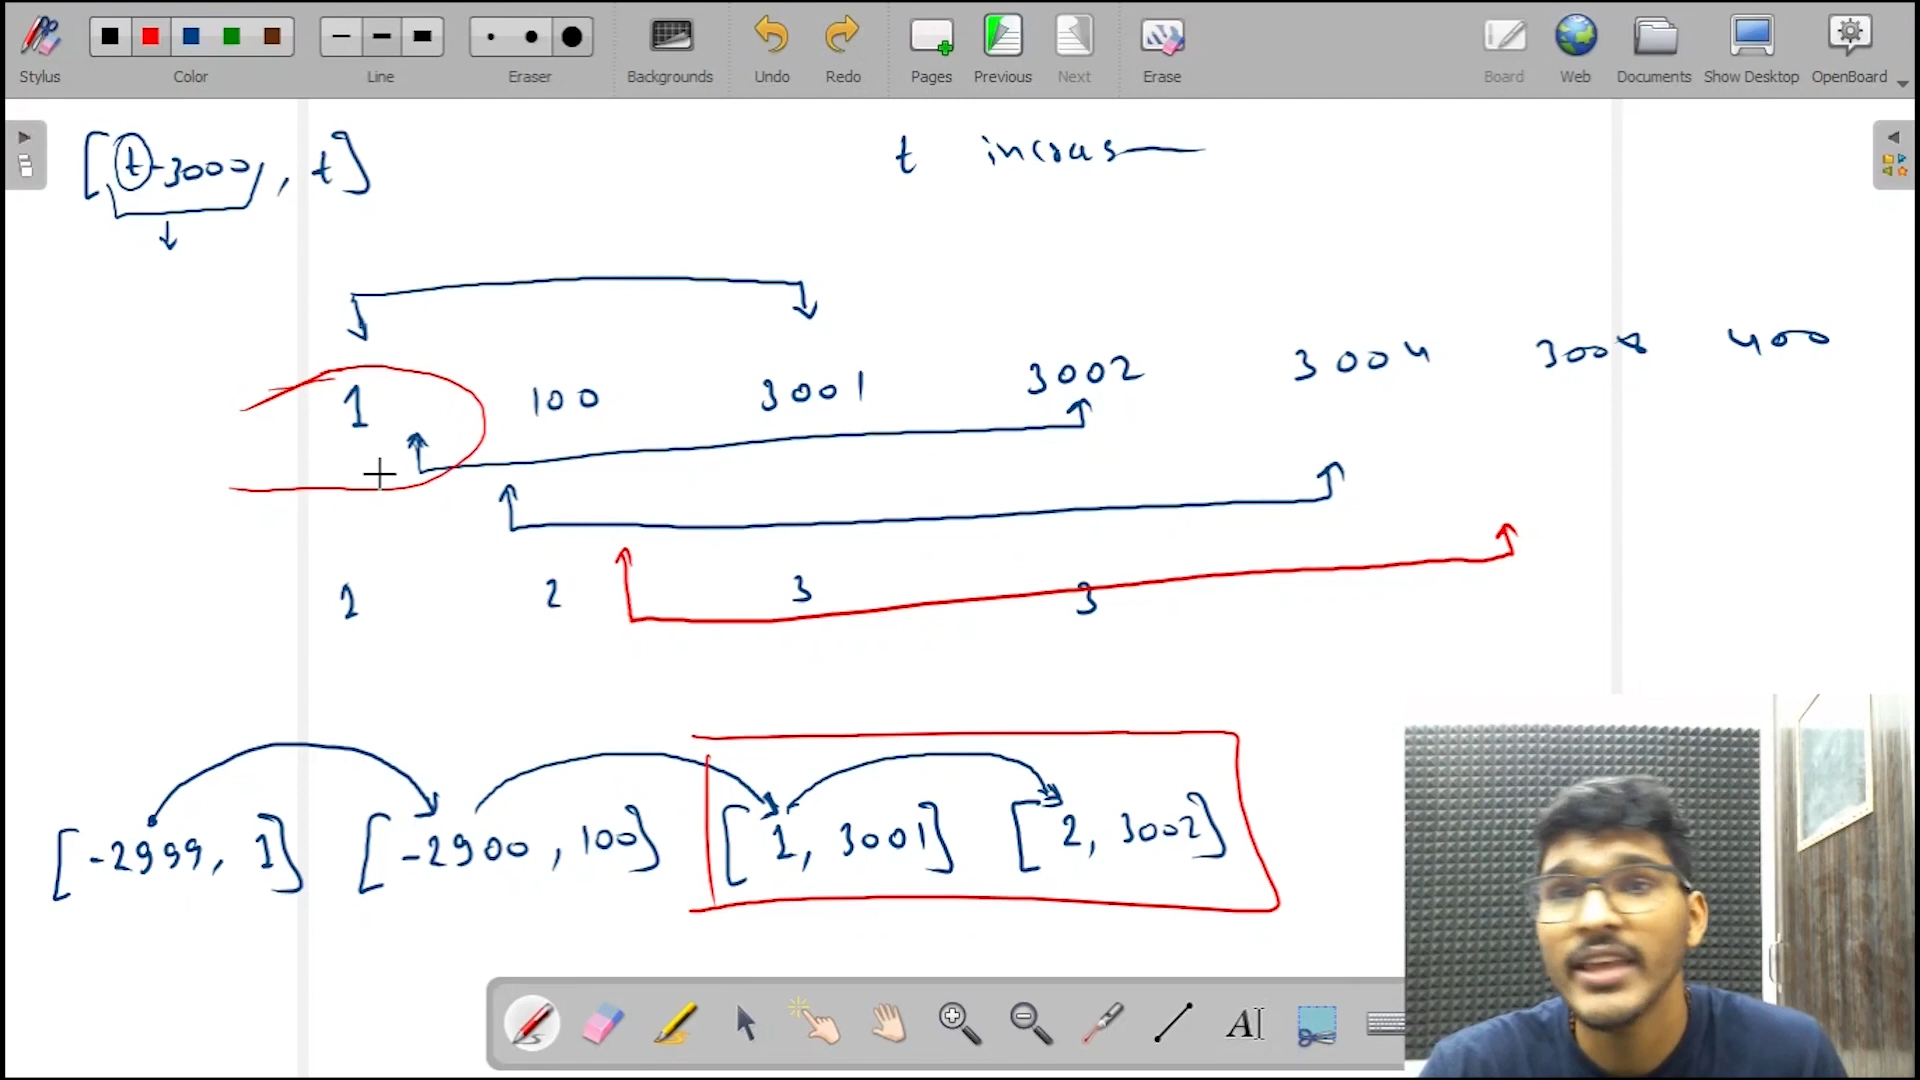 Stylus Color Line Eraser Backgrounds Undo Redo Pages Previous Next Erase Board Web Documents Show Desktop OpenBoard
[t-3000, t] t increas
1 100 3001 3002 3004 3008 400
1 2 3 3
[-2999, 1] [-2900, 100] [1, 3001] [2, 3002]